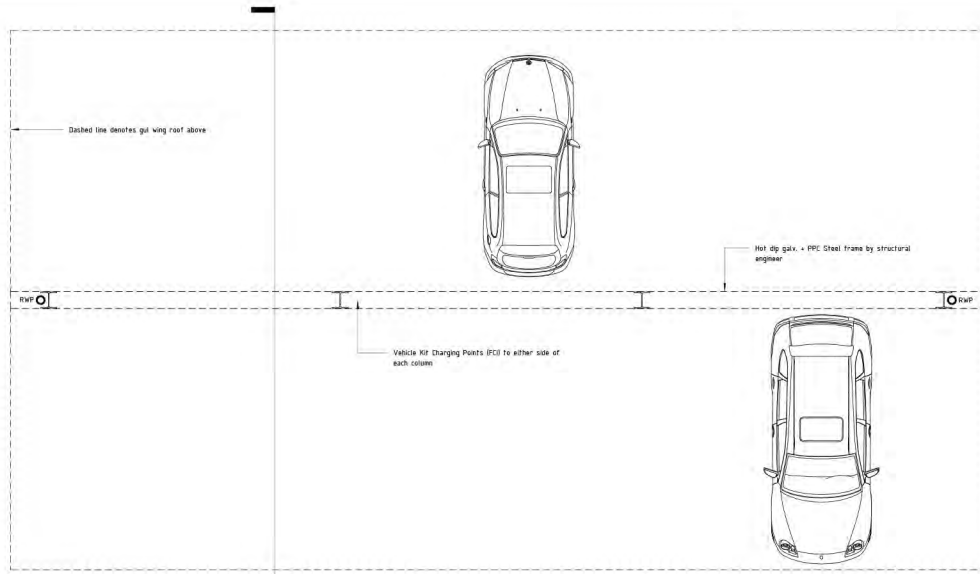 Dashed line denotes gul wing roof above
Hot dip galv. + PPC Steel frame by structural
engineer
RWP
RWP
Vehicle Kit Charging Points (FCI) to either side of
each column